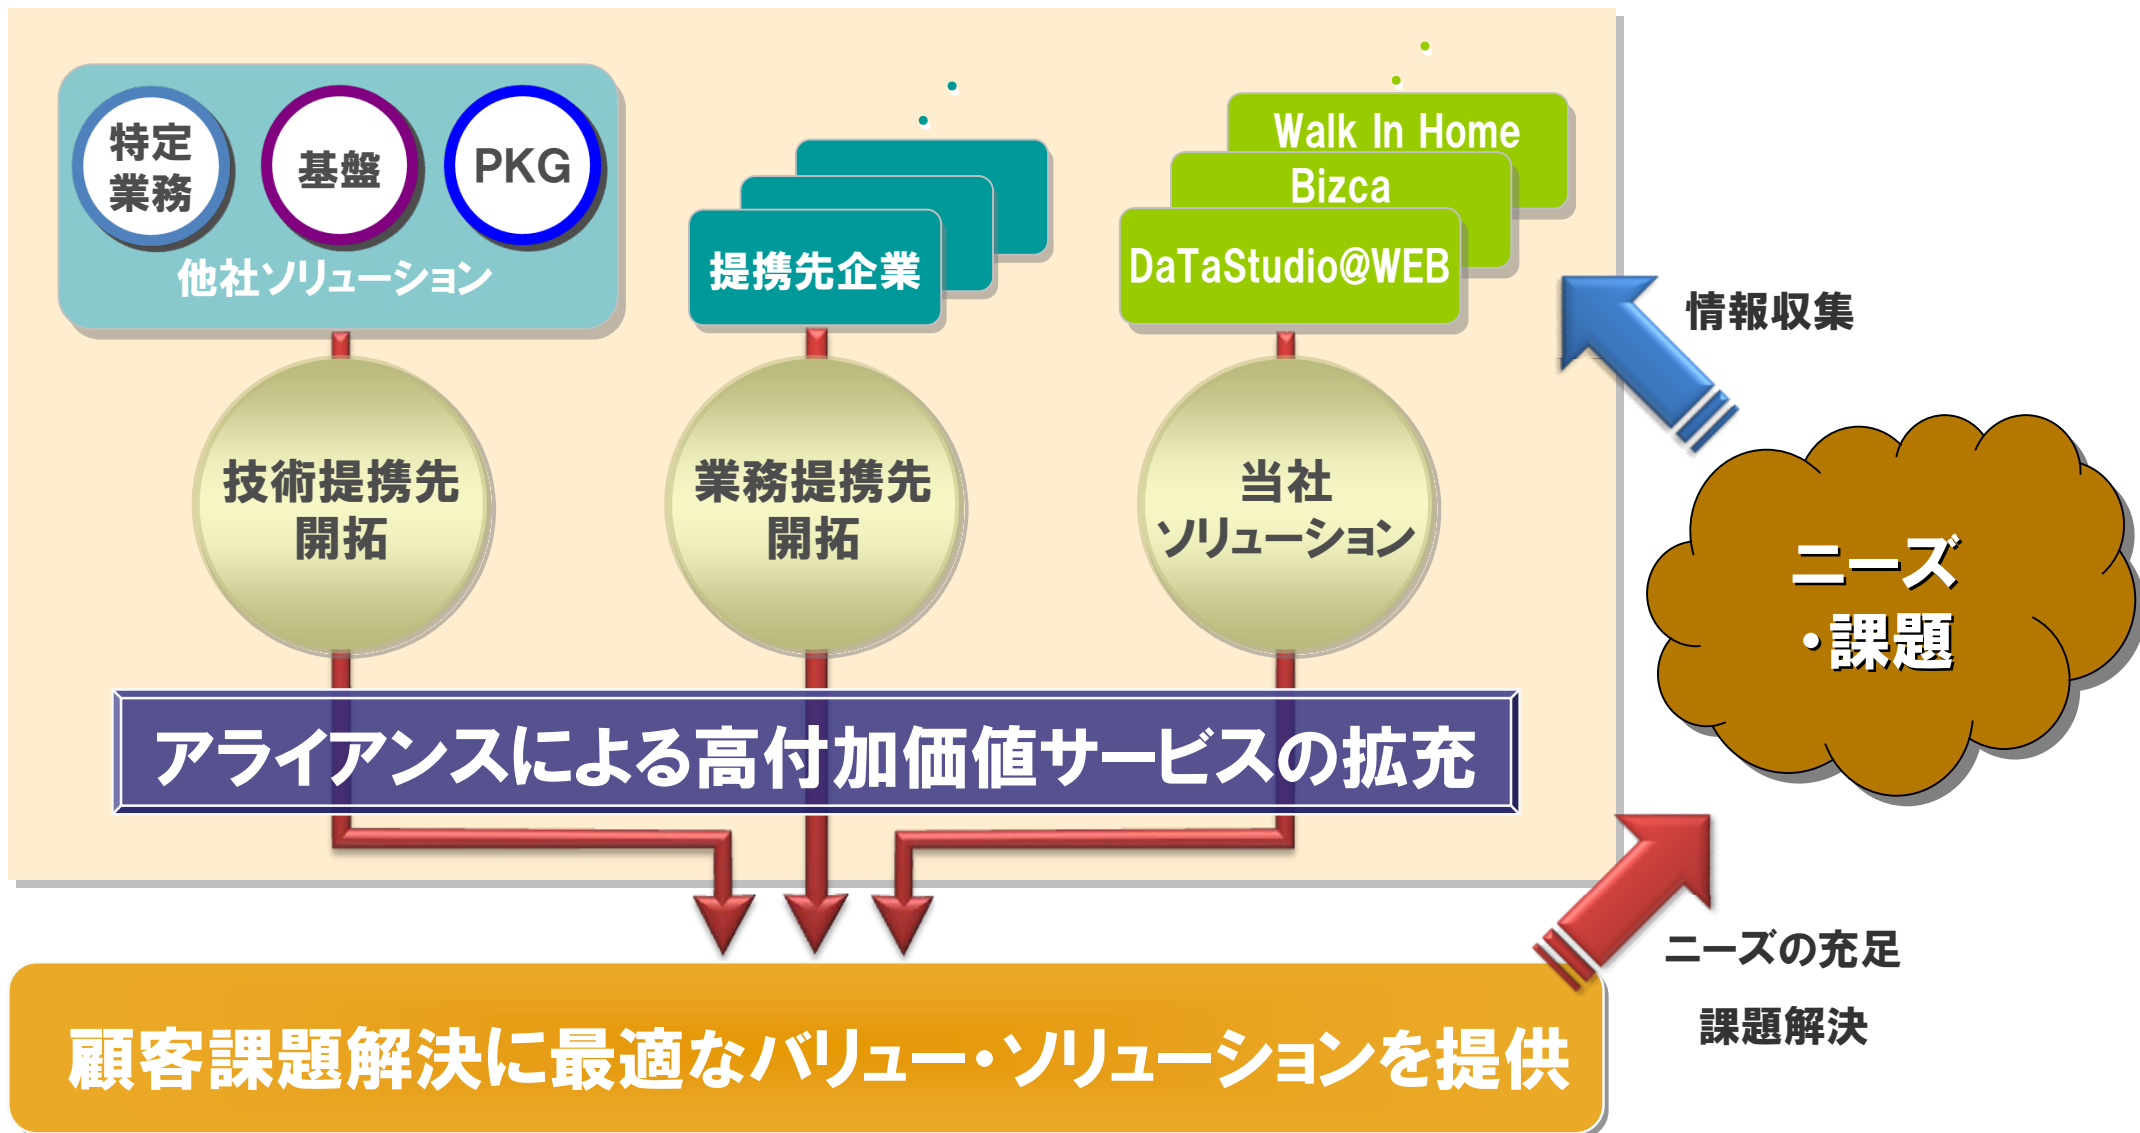 特定
業務
基盤
PKG
他社ソリューション
提携先企業
Walk In Home
Bizca
DaTaStudio@WEB
情報収集
技術提携先
開拓
業務提携先
開拓
当社
ソリューション
ニーズ
・課題
アライアンスによる高付加価値サービスの拡充
ニーズの充足
課題解決
顧客課題解決に最適なバリュー・ソリューションを提供